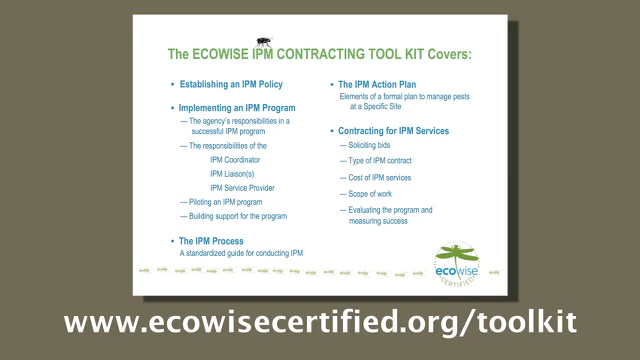 The ECOWISE IPM CONTRACTING TOOL KIT Covers:
• Establishing an IPM Policy
• Implementing an IPM Program
— The agency's responsibilities in a
successful IPM program
— The responsibilities of the
IPM Coordinator
IPM Liaison(s)
IPM Service Provider
— Piloting an IPM program
— Building support for the program
• The IPM Process
A standardized guide for conducting IPM
• The IPM Action Plan
Elements of a formal plan to manage pests
at a Specific Site
• Contracting for IPM Services
— Soliciting bids
— Type of IPM contract
— Cost of IPM services
— Scope of work
— Evaluating the program and
measuring success
ecowise
CERTIFIED
www.ecowisecertified.org/toolkit